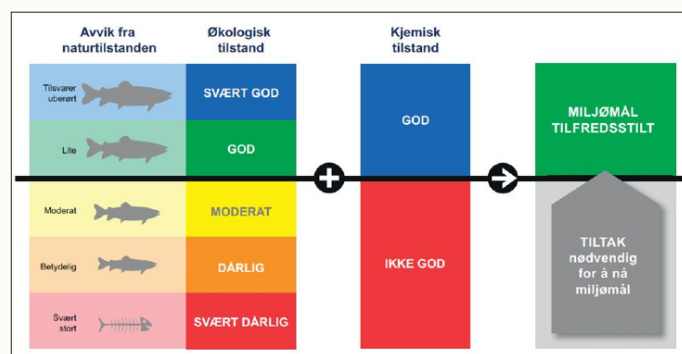 Avvik fra
naturtilstanden
Økologisk
tilstand
Kjemisk
tilstand
Tilsvarer
uberørt
SVÆRT GOD
Lite
GOD
Moderat
MODERAT
Betydelig
DÅRLIG
Svært
stort
SVÆRT DÅRLIG
GOD
IKKE GOD
MILJØMÅL
TILFREDSSTILT
TILTAK
nødvendig
for å nå
miljømål